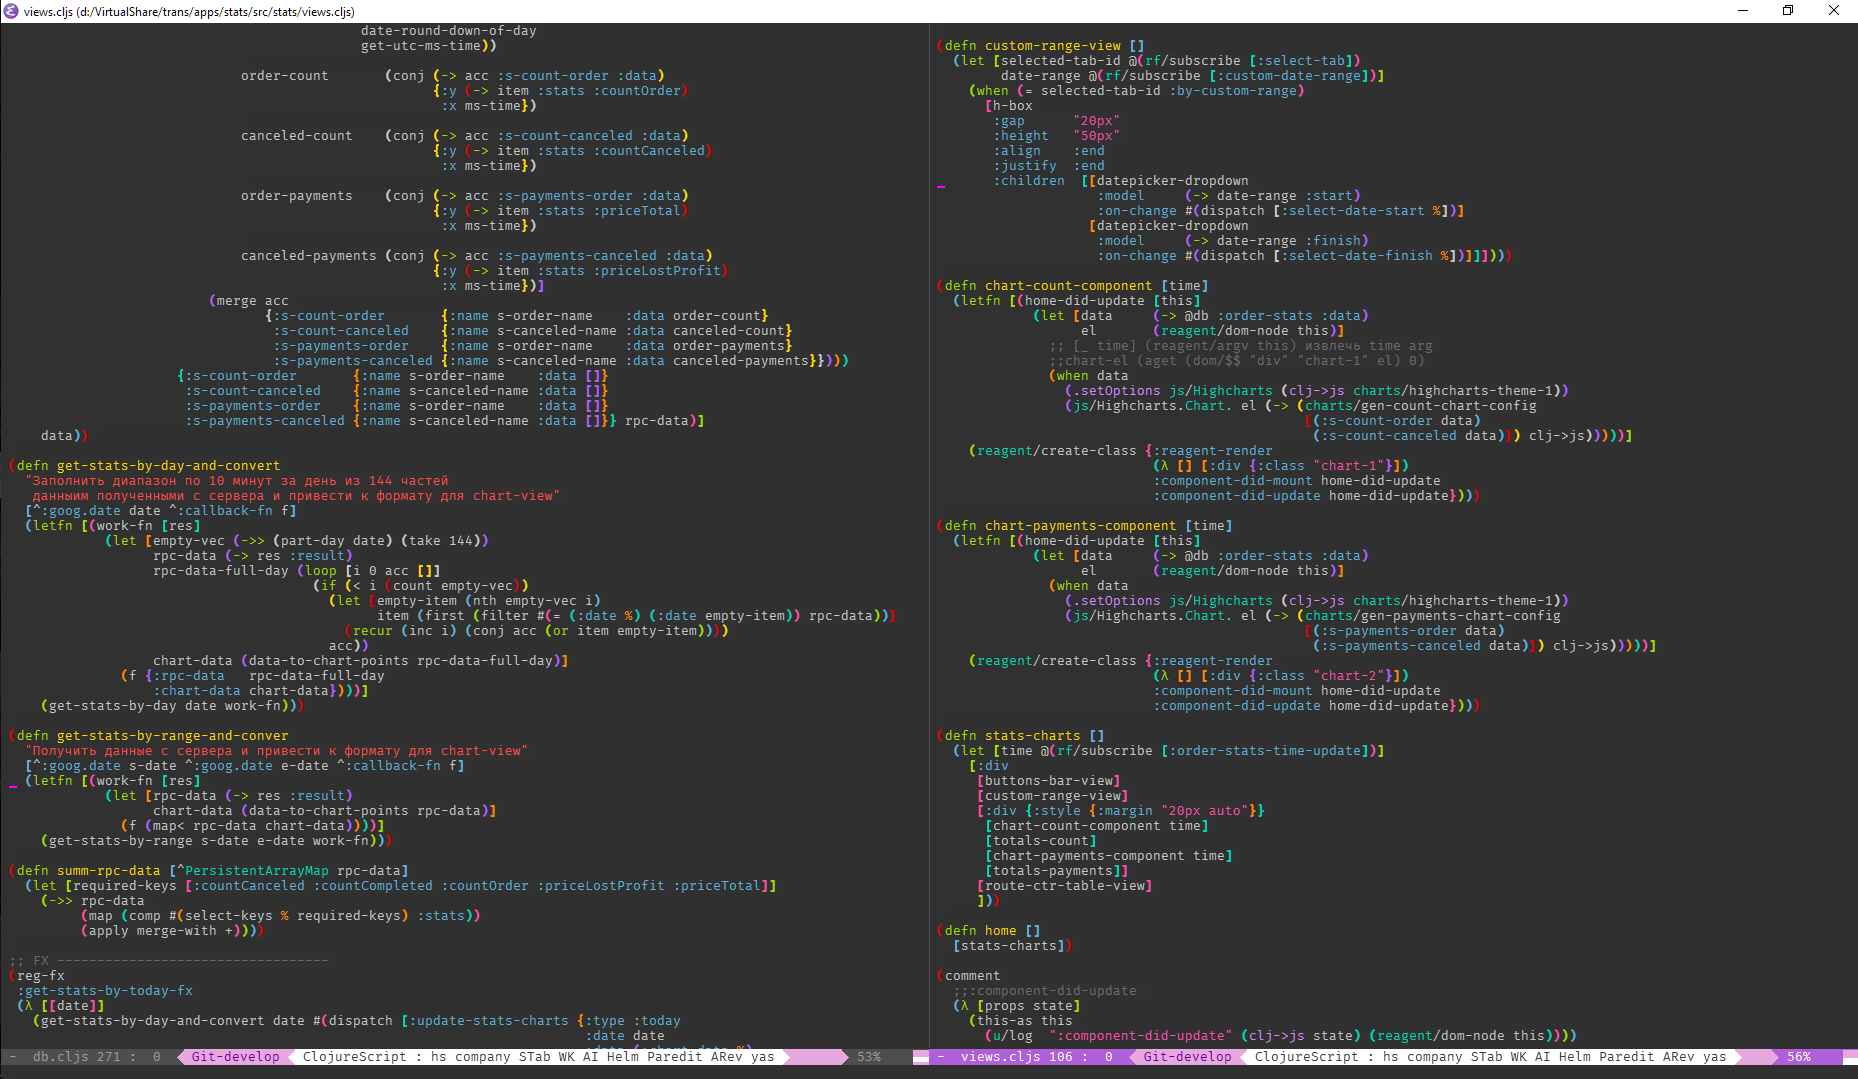 views.cljs (d:/VirtualShare/trans/apps/stats/src/stats/views.cljs)
date-round-down-of-day
get-utc-ms-time))
order-count (conj (-> acc :s-count-order :data)
{:y (-> item :stats :countOrder)
:x ms-time})
canceled-count (conj (-> acc :s-count-canceled :data)
{:y (-> item :stats :countCanceled)
:x ms-time})
order-payments (conj (-> acc :s-payments-order :data)
{:y (-> item :stats :priceTotal)
:x ms-time})
canceled-payments (conj (-> acc :s-payments-canceled :data)
{:y (-> item :stats :priceLostProfit)
:x ms-time})]
(merge acc
{:s-count-order {:name s-order-name :data order-count}
:s-count-canceled {:name s-canceled-name :data canceled-count}
:s-payments-order {:name s-order-name :data order-payments}
:s-payments-canceled {:name s-canceled-name :data canceled-payments}})))
{:s-count-order {:name s-order-name :data []}
:s-count-canceled {:name s-canceled-name :data []}
:s-payments-order {:name s-order-name :data []}
:s-payments-canceled {:name s-canceled-name :data []}} rpc-data)]
data))
(defn get-stats-by-day-and-convert
"Заполнить диапазон по 10 минут за день из 144 частей
данным полученными с сервера и привести к формату для chart-view"
[^:goog.date date ^:callback-fn f]
(letfn [(work-fn [res]
(let [empty-vec (->> (part-day date) (take 144))
rpc-data (-> res :result)
rpc-data-full-day (loop [i 0 acc []]
(if (< i (count empty-vec))
(let [empty-item (nth empty-vec i)
item (first (filter #(= (:date %) (:date empty-item)) rpc-data))]
(recur (inc i) (conj acc (or item empty-item))))
acc))
chart-data (data-to-chart-points rpc-data-full-day)]
(f {:rpc-data rpc-data-full-day
:chart-data chart-data})))]
(get-stats-by-day date work-fn)))
(defn get-stats-by-range-and-conver
"Получить данные с сервера и привести к формату для chart-view"
[^:goog.date s-date ^:goog.date e-date ^:callback-fn f]
(letfn [(work-fn [res]
(let [rpc-data (-> res :result)
chart-data (data-to-chart-points rpc-data)]
(f (map< rpc-data chart-data))))]
(get-stats-by-range s-date e-date work-fn)))
(defn summ-rpc-data [^PersistentArrayMap rpc-data]
(let [required-keys [:countCanceled :countCompleted :countOrder :priceLostProfit :priceTotal]]
(->> rpc-data
(map (comp #(select-keys % required-keys) :stats))
(apply merge-with +))))
;; FX ----------------------------------
(reg-fx
:get-stats-by-today-fx
(λ [[date]]
(get-stats-by-day-and-convert date #(dispatch [:update-stats-charts {:type :today
:date date
- db.cljs 271 : 0 Git-develop ClojureScript : hs company STab WK AI Helm Paredit ARev yas 53%
(defn custom-range-view []
(let [selected-tab-id @(rf/subscribe [:select-tab])
date-range @(rf/subscribe [:custom-date-range])]
(when (= selected-tab-id :by-custom-range)
[h-box
:gap "20px"
:height "50px"
:align :end
:justify :end
:children [[datepicker-dropdown
:model (-> date-range :start)
:on-change #(dispatch [:select-date-start %])]
[datepicker-dropdown
:model (-> date-range :finish)
:on-change #(dispatch [:select-date-finish %])]]])))
(defn chart-count-component [time]
(letfn [(home-did-update [this]
(let [data (-> @db :order-stats :data)
el (reagent/dom-node this)]
;; [_ time] (reagent/argv this) извлечь time arg
;;chart-el (aget (dom/$$ "div" "chart-1" el) 0)
(when data
(.setOptions js/Highcharts (clj->js charts/highcharts-theme-1))
(js/Highcharts.Chart. el (-> (charts/gen-count-chart-config
[(:s-count-order data)
(:s-count-canceled data)]) clj->js)))))]
(reagent/create-class {:reagent-render
(λ [] [:div {:class "chart-1"}])
:component-did-mount home-did-update
:component-did-update home-did-update})))
(defn chart-payments-component [time]
(letfn [(home-did-update [this]
(let [data (-> @db :order-stats :data)
el (reagent/dom-node this)]
(when data
(.setOptions js/Highcharts (clj->js charts/highcharts-theme-1))
(js/Highcharts.Chart. el (-> (charts/gen-payments-chart-config
[(:s-payments-order data)
(:s-payments-canceled data)]) clj->js)))))]
(reagent/create-class {:reagent-render
(λ [] [:div {:class "chart-2"}])
:component-did-mount home-did-update
:component-did-update home-did-update})))
(defn stats-charts []
(let [time @(rf/subscribe [:order-stats-time-update])]
[:div
[buttons-bar-view]
[custom-range-view]
[:div {:style {:margin "20px auto"}}
[chart-count-component time]
[totals-count]
[chart-payments-component time]
[totals-payments]]
[route-ctr-table-view]
]))
(defn home []
[stats-charts])
(comment
;;:component-did-update
(λ [props state]
(this-as this
(u/log ":component-did-update" (clj->js state) (reagent/dom-node this))))
- views.cljs 106 : 0 Git-develop ClojureScript : hs company STab WK AI Helm Paredit ARev yas 56%